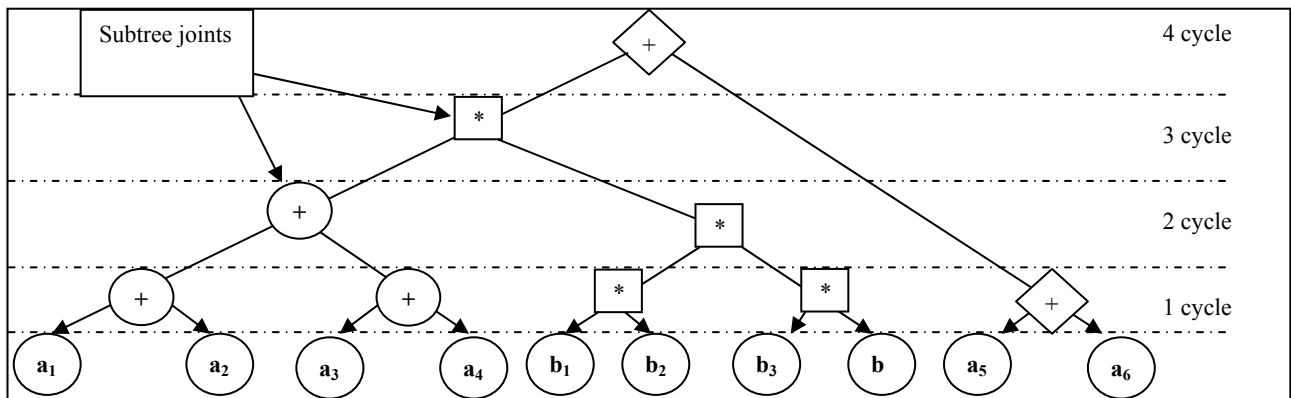 Subtree joints
+
4 cycle
*
3 cycle
+
*
2 cycle
+
+
*
*
+
1 cycle
a₁
a₂
a₃
a₄
b₁
b₂
b₃
b
a₅
a₆